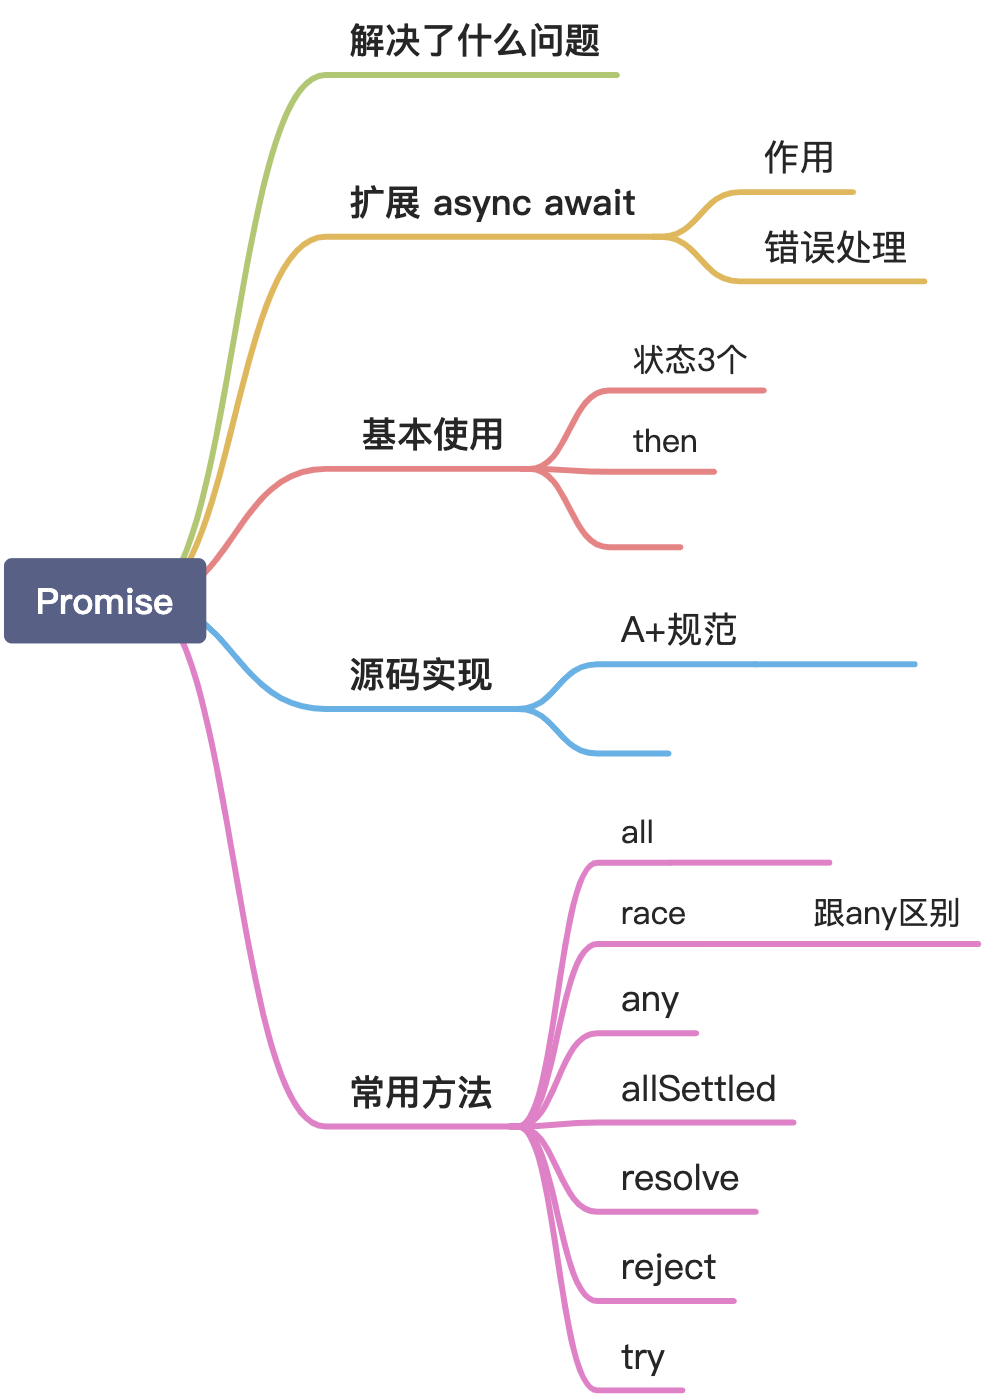 解决了什么问题
扩展 async await
作用
错误处理
基本使用
状态3个
then
Promise
源码实现
A+规范
常用方法
all
race
跟any区别
any
allSettled
resolve
reject
try